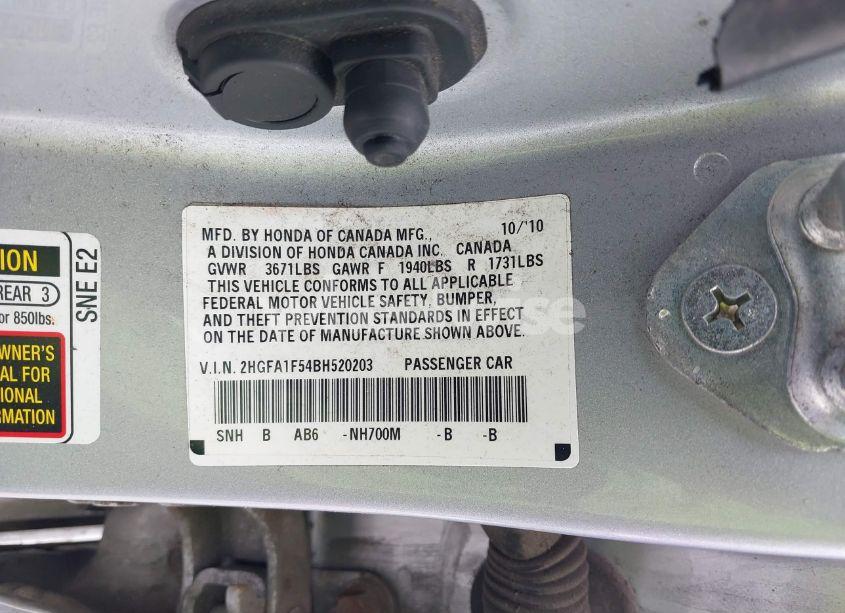 MFD. BY HONDA OF CANADA MFG., 10/'10
A DIVISION OF HONDA CANADA INC. CANADA
GVWR 3671LBS GAWR F 1940LBS R 1731LBS
THIS VEHICLE CONFORMS TO ALL APPLICABLE
FEDERAL MOTOR VEHICLE SAFETY, BUMPER,
AND THEFT PREVENTION STANDARDS IN EFFECT
ON THE DATE OF MANUFACTURE SHOWN ABOVE.
V.I.N. 2HGFA1F54BH520203 PASSENGER CAR
SNH B AB6 -NH700M -B -B
ION
REAR 3
or 850lbs.
WNER'S
AL FOR
IONAL
RMATION
SNE E2